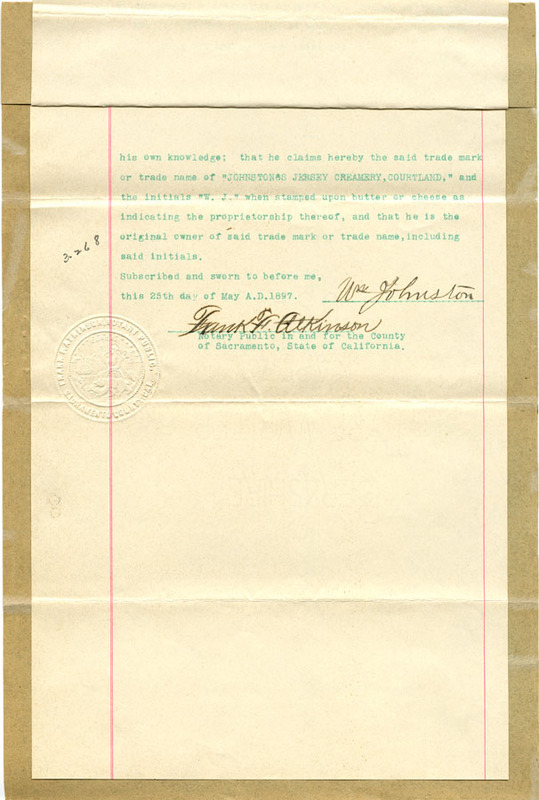 his own knowledge; that he claims hereby the said trade mark
or trade name of "JOHNSTON&S JERSEY CREAMERY,COURTLAND," and
the initials "W. J." when stamped upon butter or cheese as
indicating the proprietorship thereof, and that he is the
original owner of said trade mark or trade name,including
said initials.
3-268
Subscribed and sworn to before me,
this 25th day of May A.D.1897. Wm Johnston
Frank F. Atkinson
Notary Public in and for the County
of Sacramento, State of California.